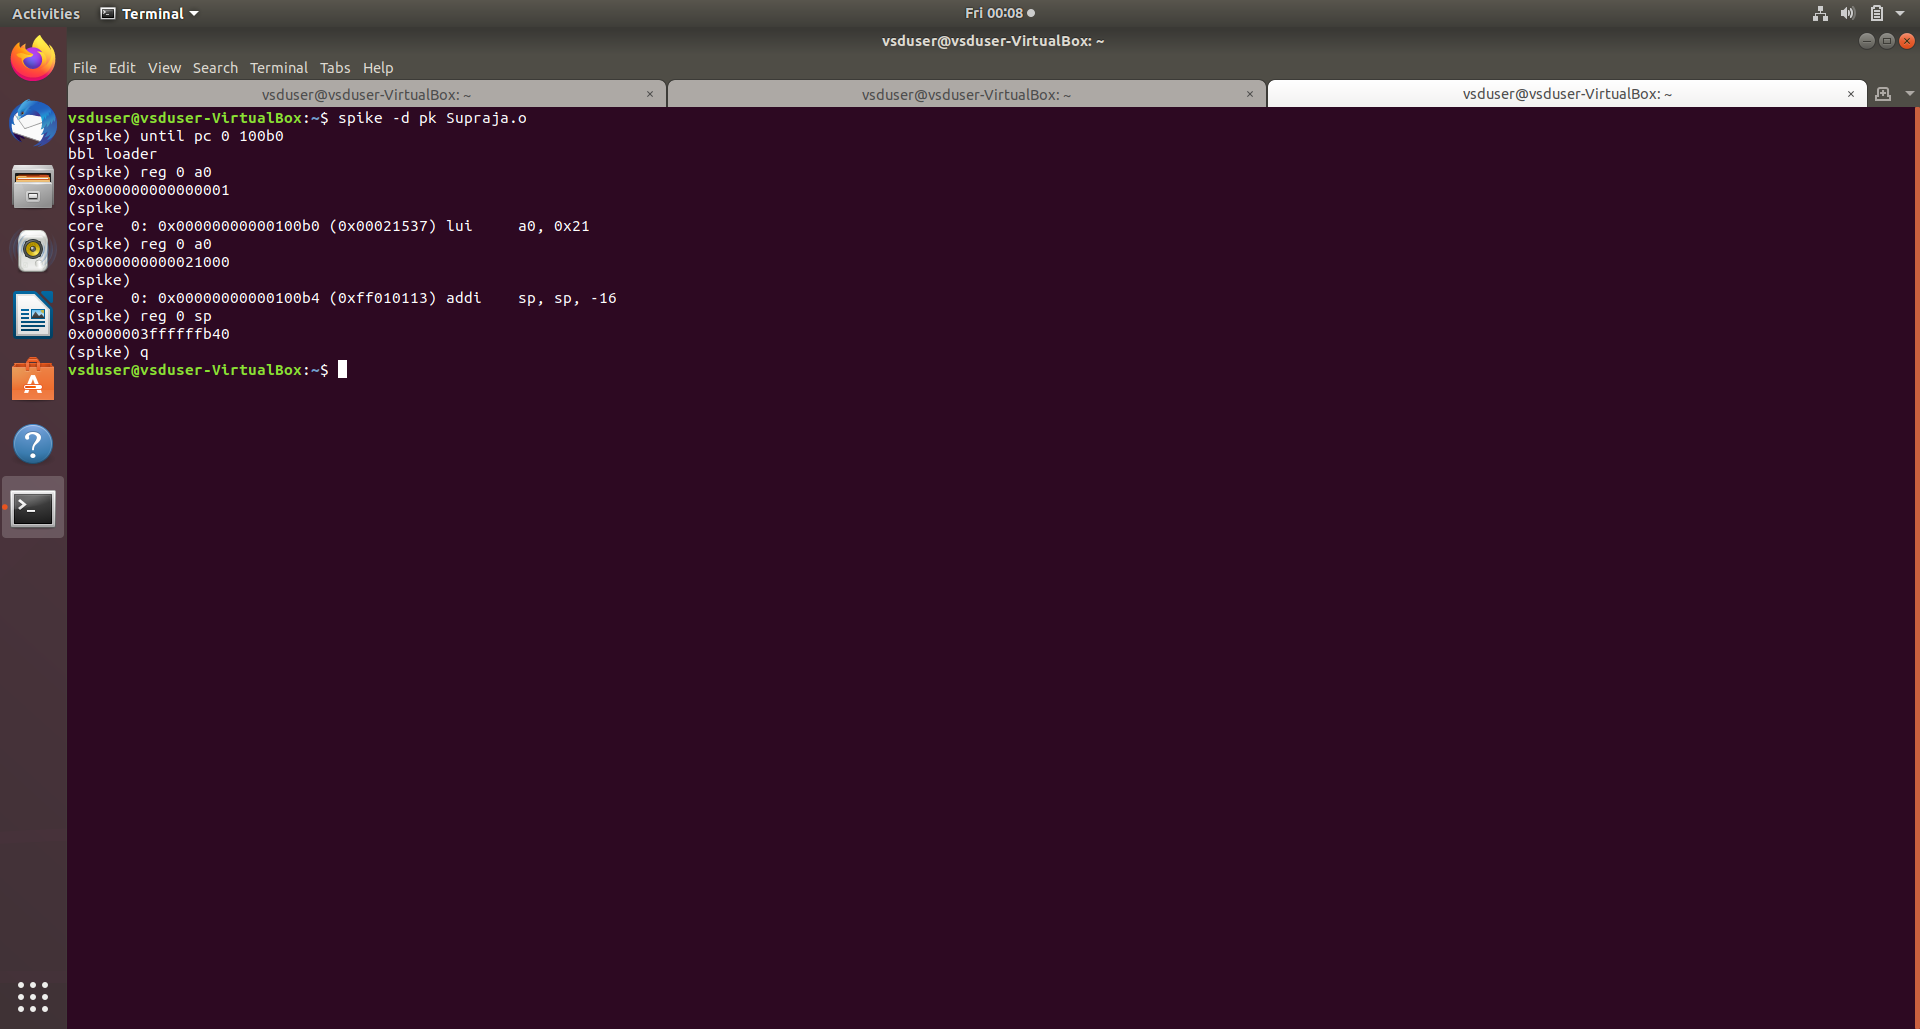 Activities Terminal Fri 00:08
vsduser@vsduser-VirtualBox: ~
File Edit View Search Terminal Tabs Help
vsduser@vsduser-VirtualBox: ~ × vsduser@vsduser-VirtualBox: ~ × vsduser@vsduser-VirtualBox: ~ ×
vsduser@vsduser-VirtualBox:~$ spike -d pk Supraja.o
(spike) until pc 0 100b0
bbl loader
(spike) reg 0 a0
0x0000000000000001
(spike)
core   0: 0x00000000000100b0 (0x00021537) lui     a0, 0x21
(spike) reg 0 a0
0x0000000000021000
(spike)
core   0: 0x00000000000100b4 (0xff010113) addi    sp, sp, -16
(spike) reg 0 sp
0x0000003ffffffb40
(spike) q
vsduser@vsduser-VirtualBox:~$